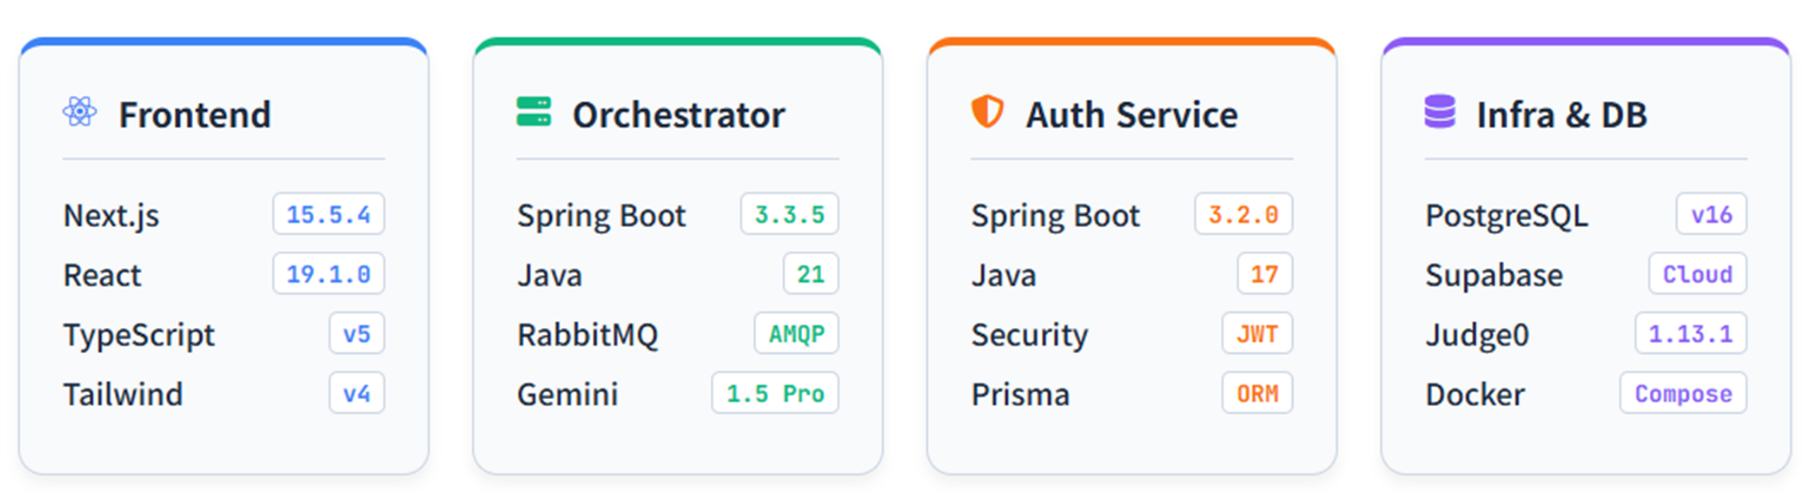 Frontend
Next.js 15.5.4
React 19.1.0
TypeScript v5
Tailwind v4
Orchestrator
Spring Boot 3.3.5
Java 21
RabbitMQ AMQP
Gemini 1.5 Pro
Auth Service
Spring Boot 3.2.0
Java 17
Security JWT
Prisma ORM
Infra & DB
PostgreSQL v16
Supabase Cloud
Judge0 1.13.1
Docker Compose